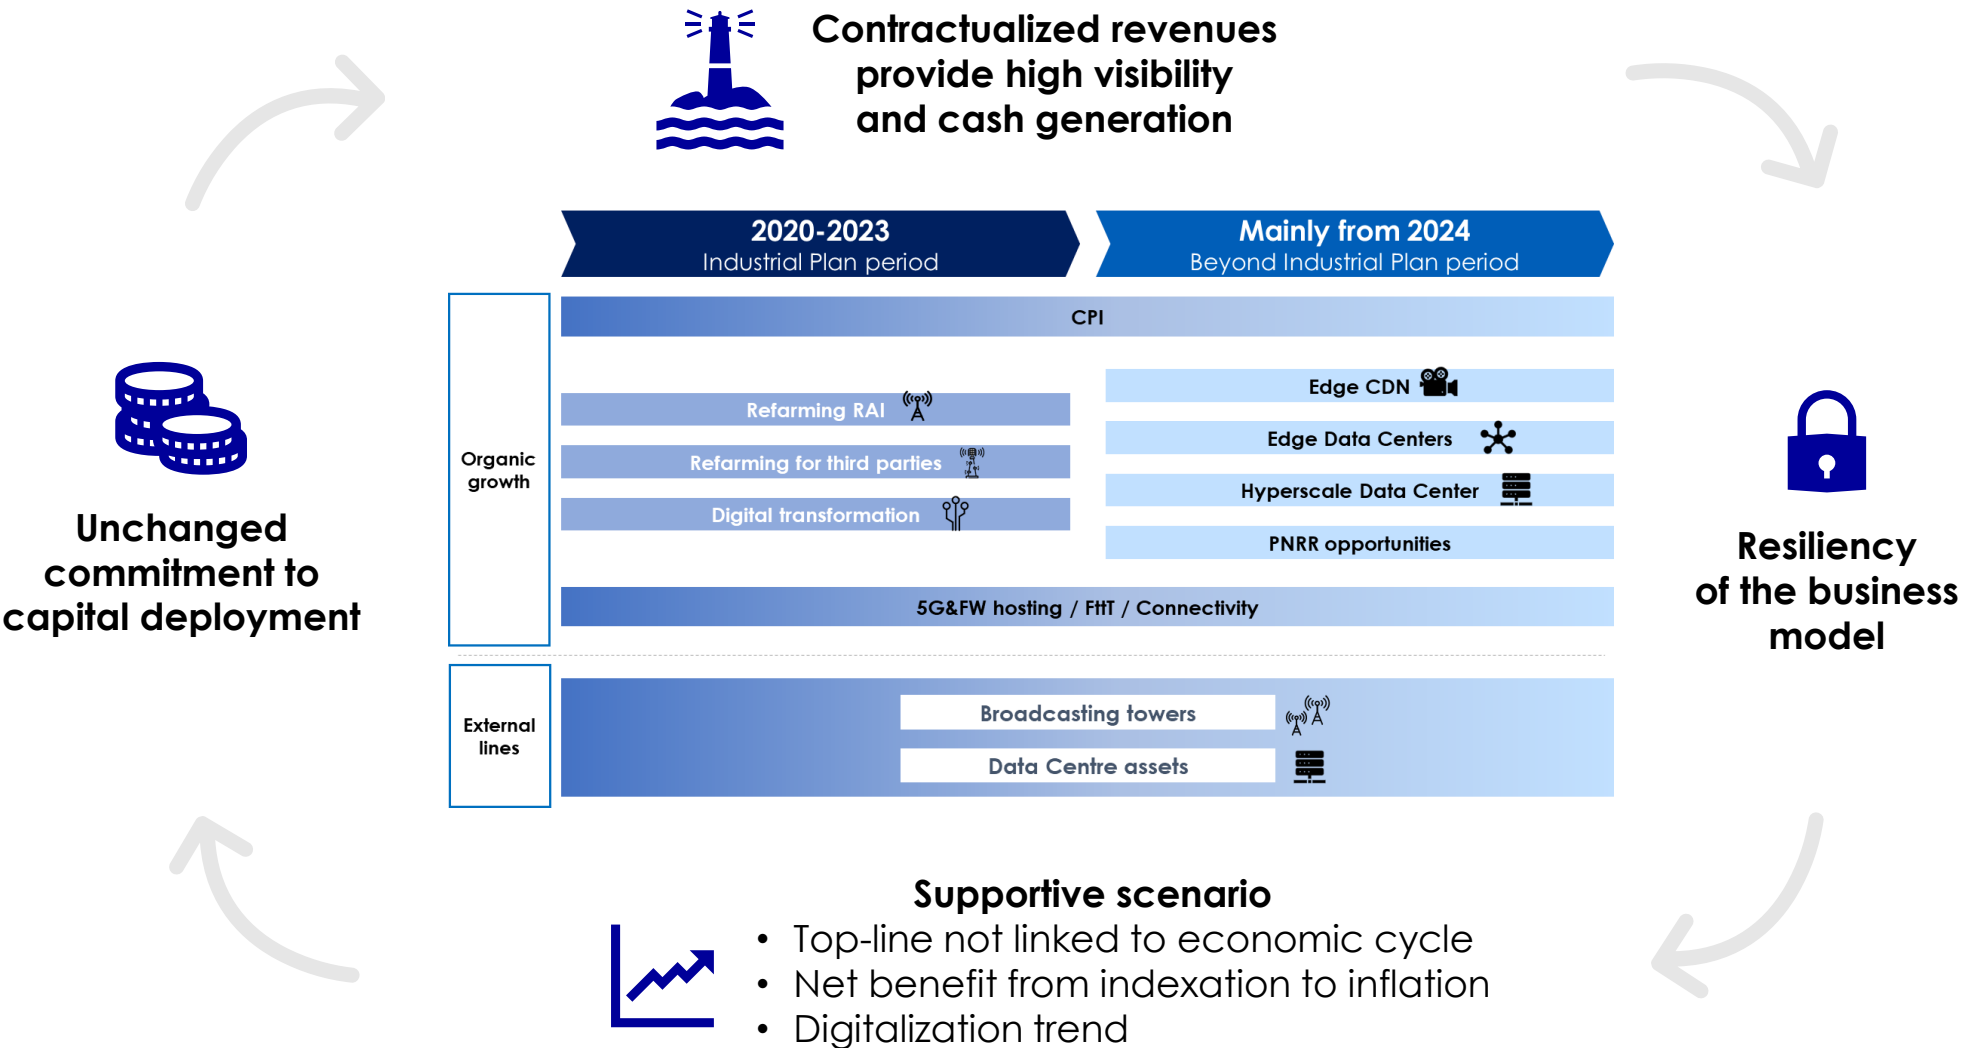 Contractualized revenues
provide high visibility
and cash generation
2020-2023
Industrial Plan period
Mainly from 2024
Beyond Industrial Plan period
CPI
Organic
growth
Refarming RAI
Refarming for third parties
Digital transformation
Edge CDN
Edge Data Centers
Hyperscale Data Center
PNRR opportunities
5G&FW hosting / FttT / Connectivity
External
lines
Broadcasting towers
Data Centre assets
Unchanged
commitment to
capital deployment
Resiliency
of the business
model
Supportive scenario
• Top-line not linked to economic cycle
• Net benefit from indexation to inflation
• Digitalization trend